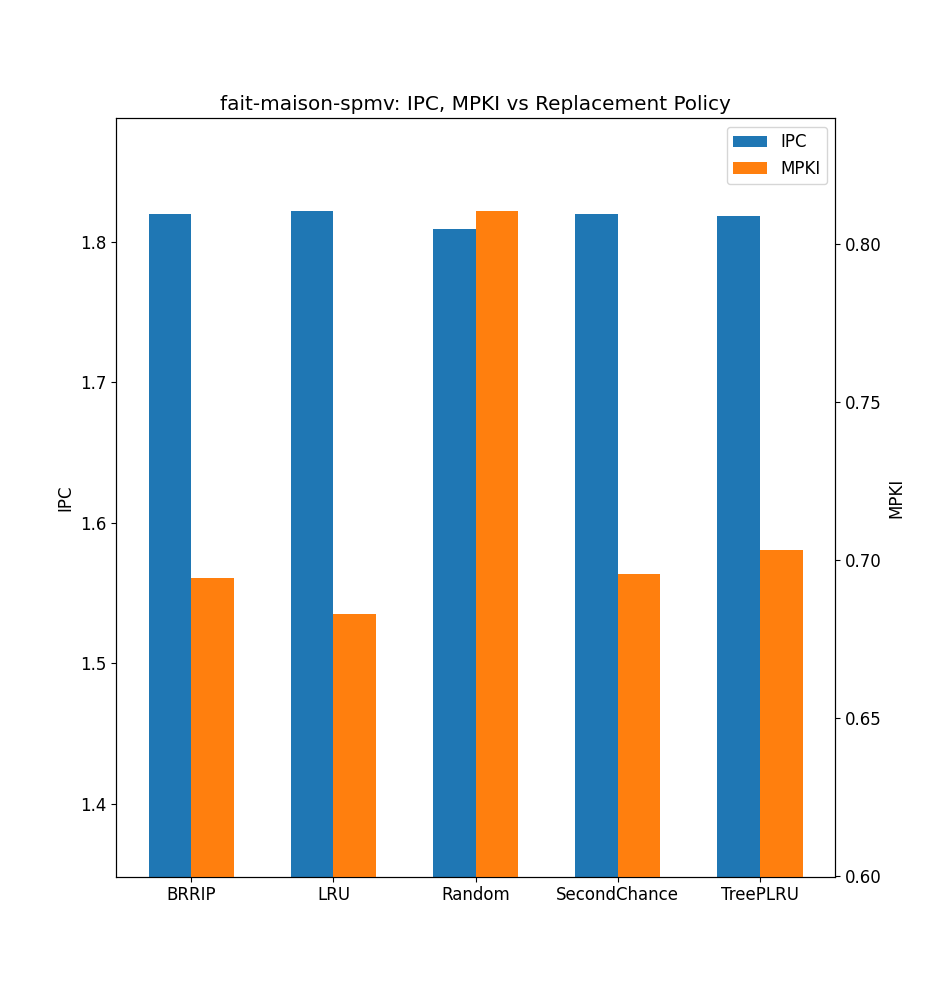 fait-maison-spmv: IPC, MPKI vs Replacement Policy
IPC
MPKI
1.8
1.7
1.6
1.5
1.4
IPC
0.80
0.75
0.70
0.65
0.60
MPKI
BRRIP
LRU
Random
SecondChance
TreePLRU